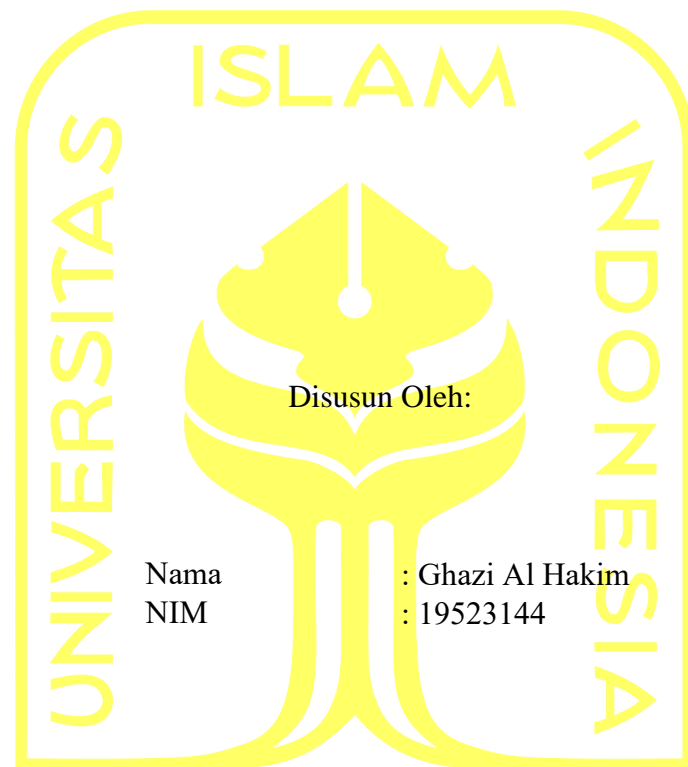 ISLAM
UNIVERSITAS
INDONESIA
Disusun Oleh:
Nama : Ghazi Al Hakim
NIM : 19523144